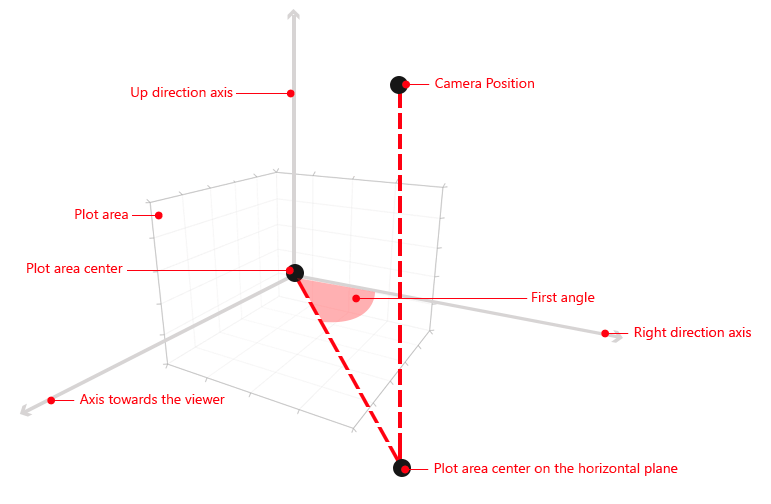 Camera Position
Up direction axis
Plot area
Plot area center
First angle
Right direction axis
Axis towards the viewer
Plot area center on the horizontal plane